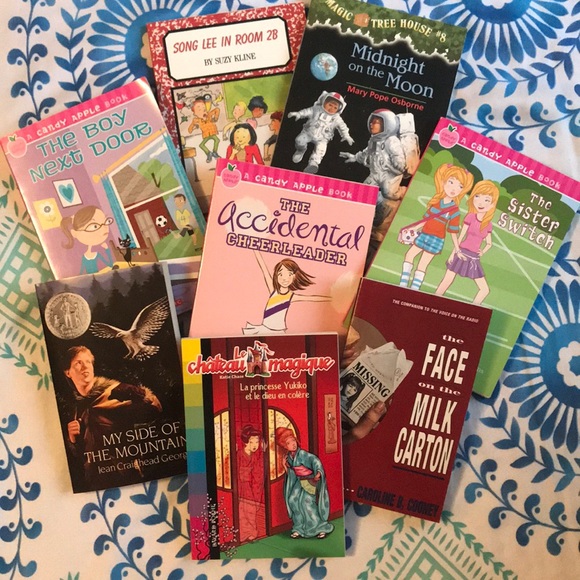 SONG LEE IN ROOM 2B
BY SUZY KLINE
MAGIC TREE HOUSE #8
Midnight
on the Moon
Mary Pope Osborne
A CANDY APPLE BOOK
THE BOY
NEXT DOOR
A CANDY APPLE BOOK
THE
Accidental
CHEERLEADER
A CANDY APPLE BOOK
The
Sister
Switch
MY SIDE OF
THE MOUNTAIN
Jean Craighead George
château magique
La princesse Yukiko
et le dieu en colère
THE COMPANION TO THE VOICE ON THE RADIO
the
FACE
on the
MILK
CARTON
MISSING
CAROLINE B. COONEY